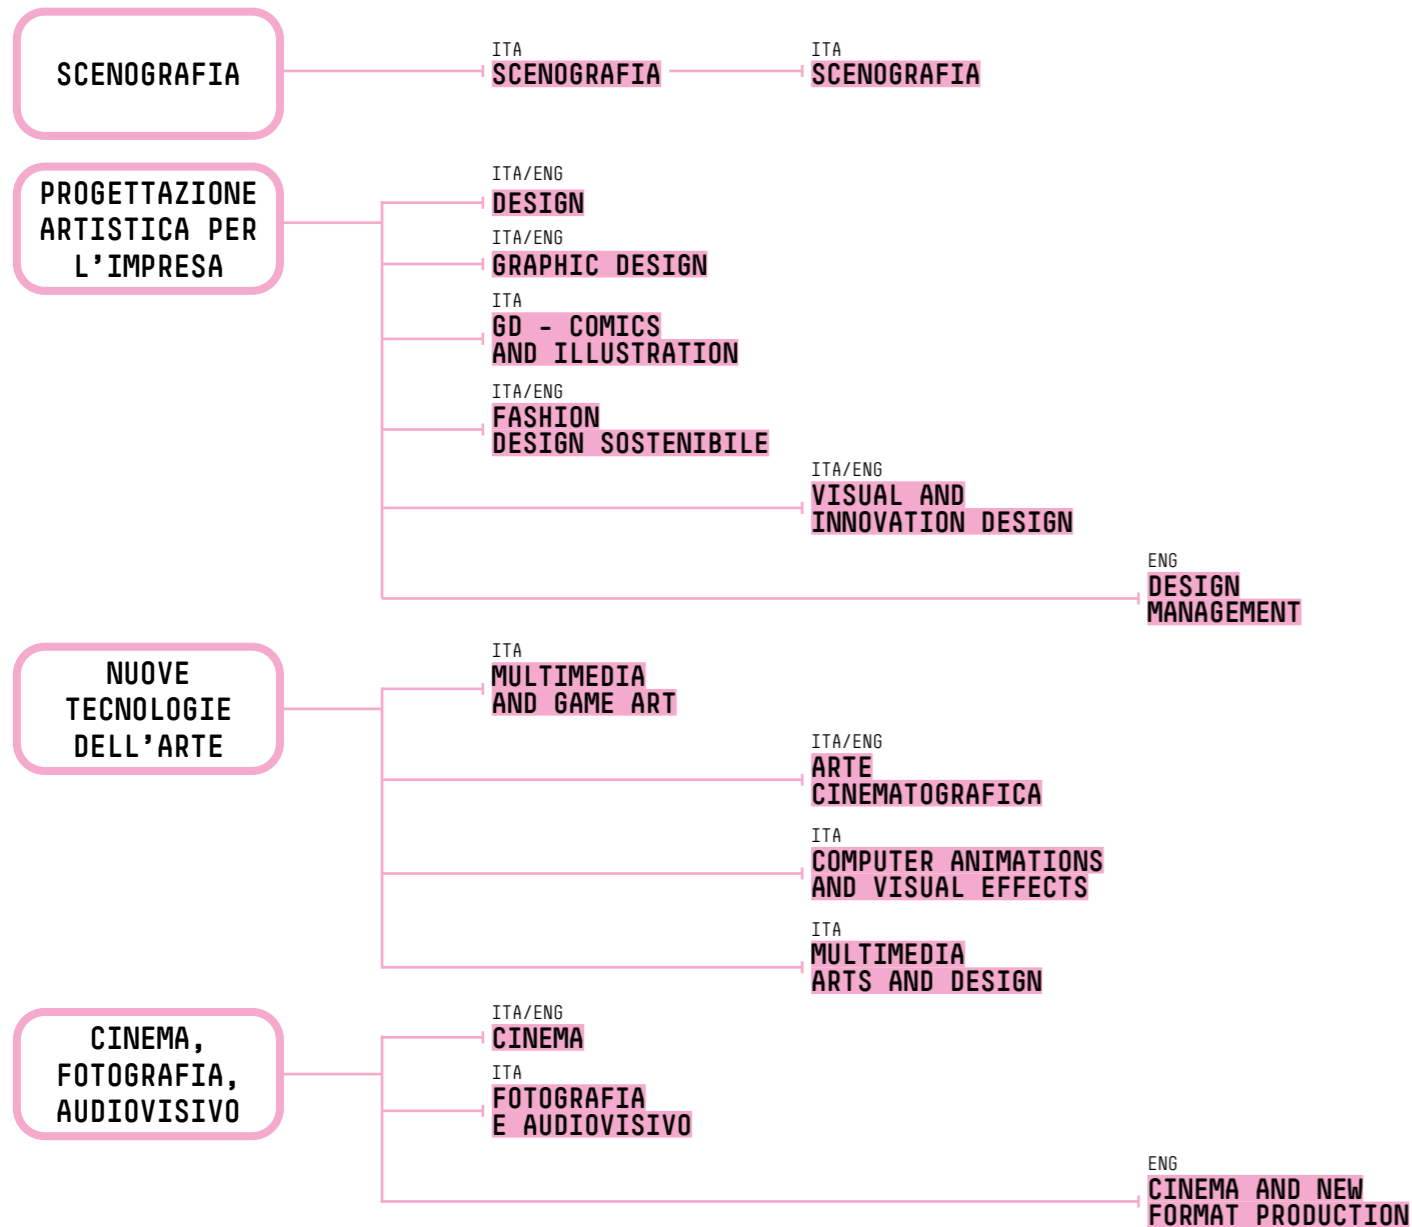 SCENOGRAFIA
ITA
SCENOGRAFIA
ITA
SCENOGRAFIA
PROGETTAZIONE
ARTISTICA PER
L’IMPRESA
ITA/ENG
DESIGN
ITA/ENG
GRAPHIC DESIGN
ITA
GD - COMICS
AND ILLUSTRATION
ITA/ENG
FASHION
DESIGN SOSTENIBILE
ITA/ENG
VISUAL AND
INNOVATION DESIGN
ENG
DESIGN
MANAGEMENT
NUOVE
TECNOLOGIE
DELL’ARTE
ITA
MULTIMEDIA
AND GAME ART
ITA/ENG
ARTE
CINEMATOGRAFICA
ITA
COMPUTER ANIMATIONS
AND VISUAL EFFECTS
ITA
MULTIMEDIA
ARTS AND DESIGN
CINEMA,
FOTOGRAFIA,
AUDIOVISIVO
ITA/ENG
CINEMA
ITA
FOTOGRAFIA
E AUDIOVISIVO
ENG
CINEMA AND NEW
FORMAT PRODUCTION